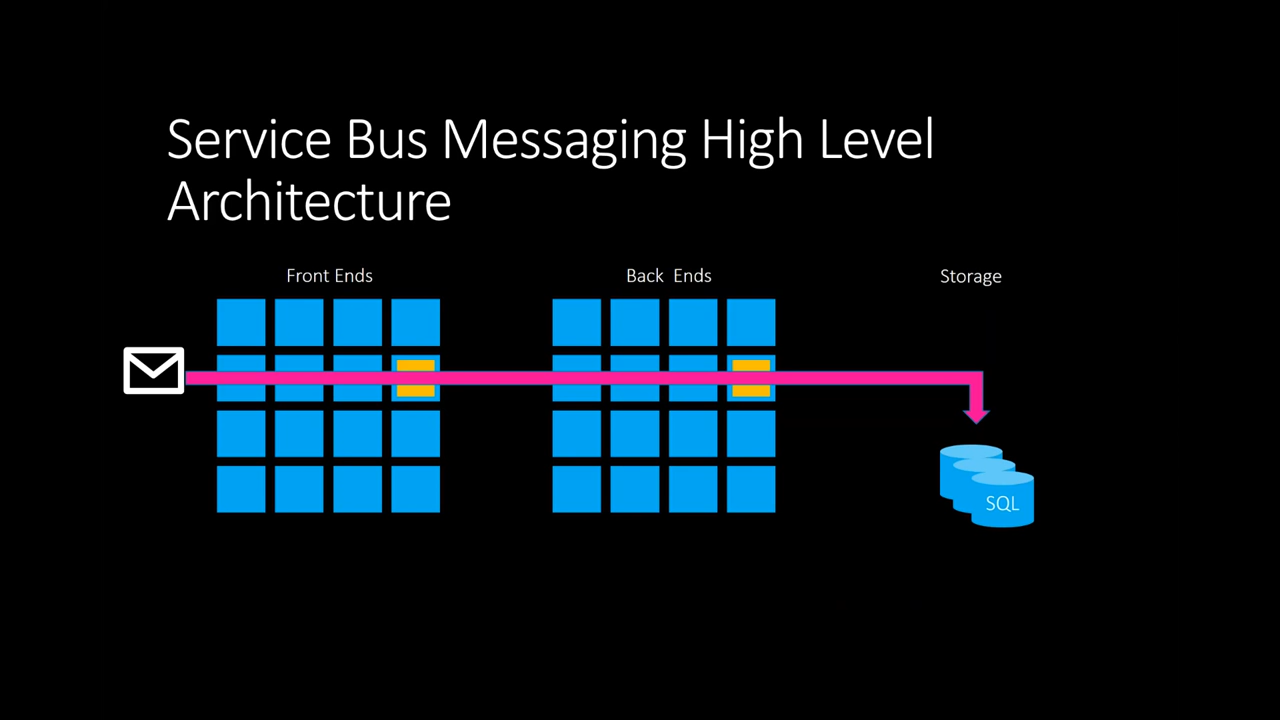 Service Bus Messaging High Level
Architecture
Front Ends
Back  Ends
Storage
SQL